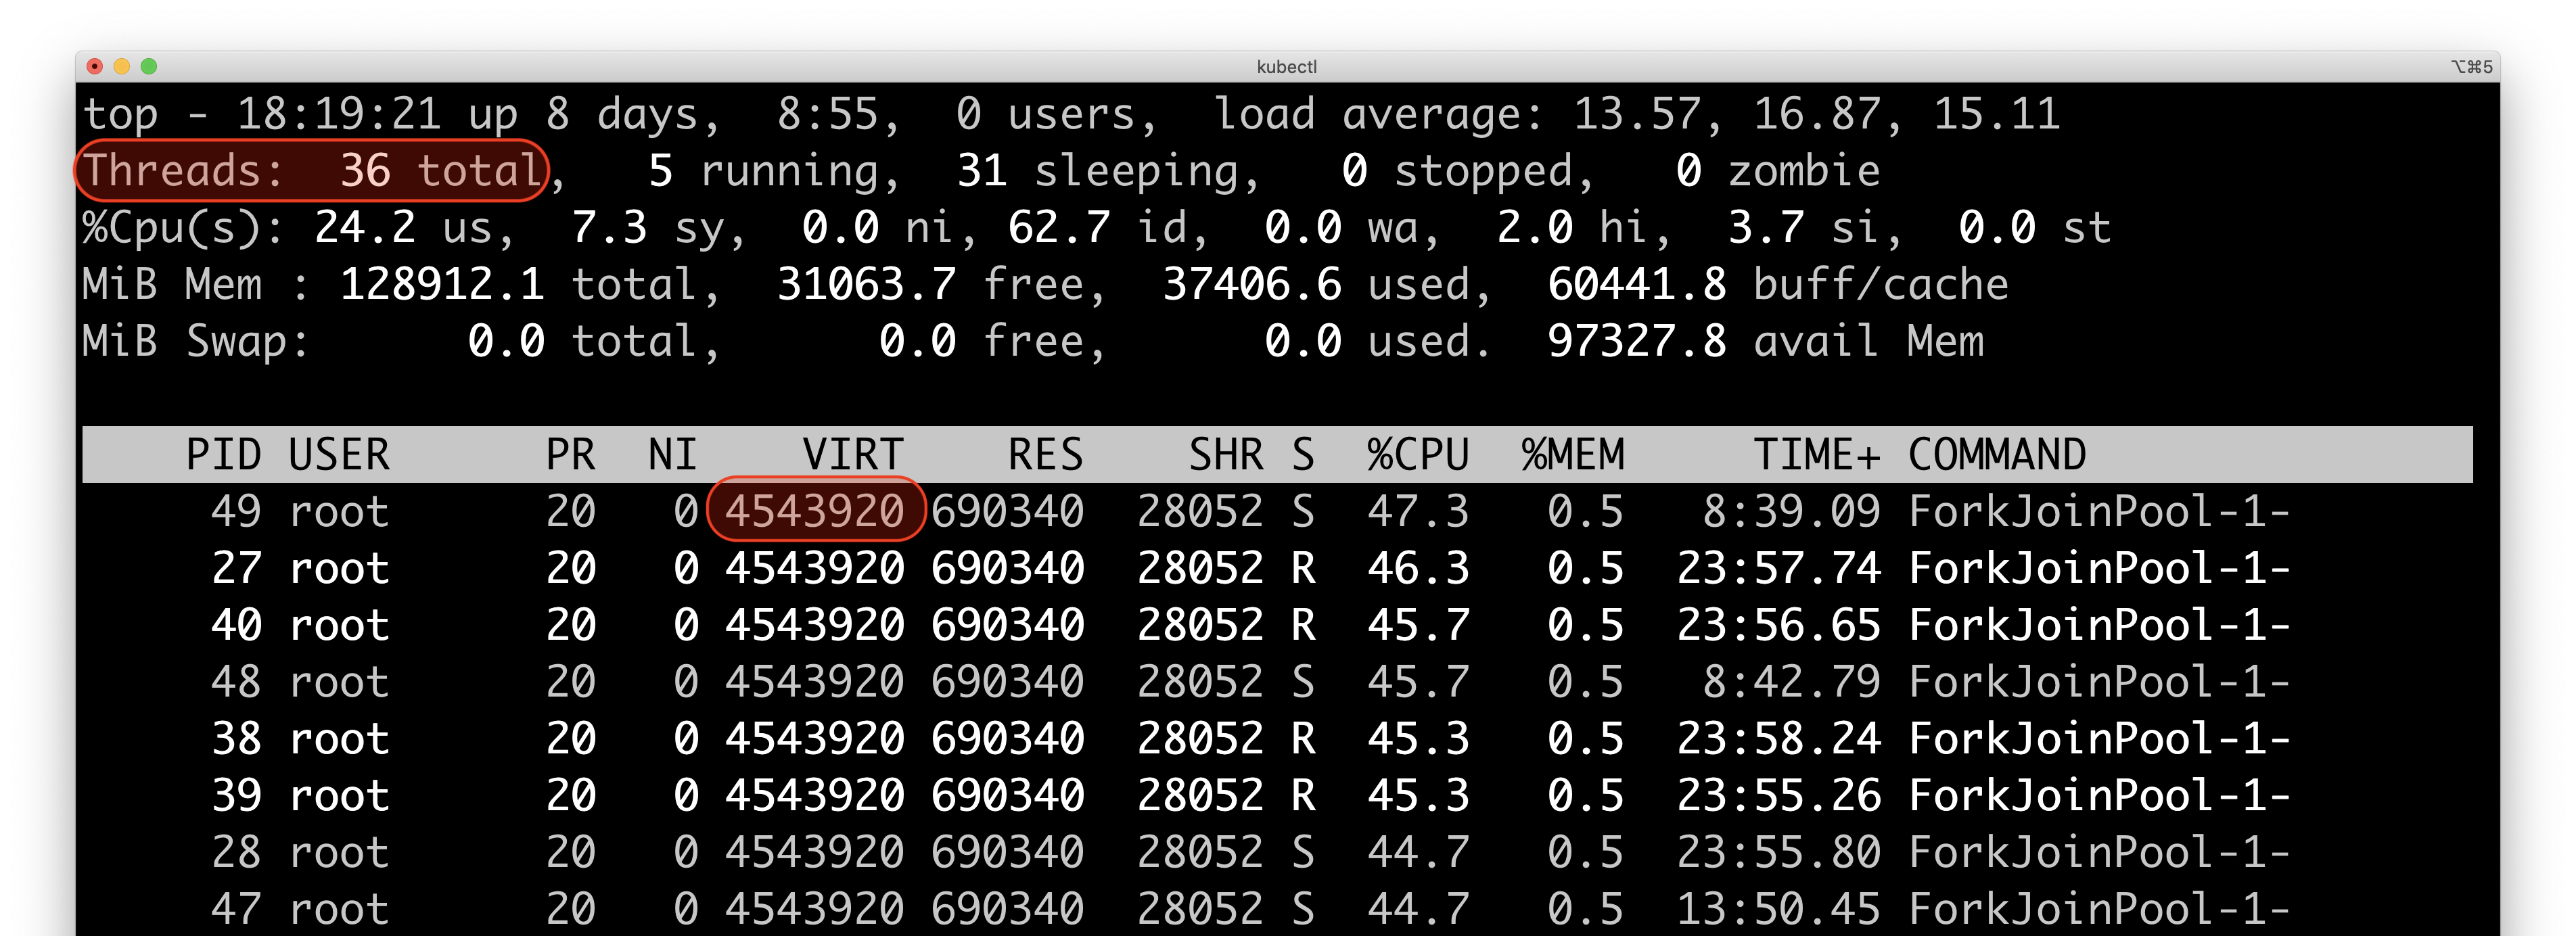 kubectl ⌥⌘5
top - 18:19:21 up 8 days,  8:55,  0 users,  load average: 13.57, 16.87, 15.11
Threads:  36 total,   5 running,  31 sleeping,   0 stopped,   0 zombie
%Cpu(s): 24.2 us,  7.3 sy,  0.0 ni, 62.7 id,  0.0 wa,  2.0 hi,  3.7 si,  0.0 st
MiB Mem : 128912.1 total,  31063.7 free,  37406.6 used,  60441.8 buff/cache
MiB Swap:      0.0 total,      0.0 free,      0.0 used.  97327.8 avail Mem
PID USER      PR  NI    VIRT    RES    SHR S  %CPU  %MEM     TIME+ COMMAND
49 root      20   0 4543920 690340  28052 S  47.3   0.5   8:39.09 ForkJoinPool-1-
27 root      20   0 4543920 690340  28052 R  46.3   0.5  23:57.74 ForkJoinPool-1-
40 root      20   0 4543920 690340  28052 R  45.7   0.5  23:56.65 ForkJoinPool-1-
48 root      20   0 4543920 690340  28052 S  45.7   0.5   8:42.79 ForkJoinPool-1-
38 root      20   0 4543920 690340  28052 R  45.3   0.5  23:58.24 ForkJoinPool-1-
39 root      20   0 4543920 690340  28052 R  45.3   0.5  23:55.26 ForkJoinPool-1-
28 root      20   0 4543920 690340  28052 S  44.7   0.5  23:55.80 ForkJoinPool-1-
47 root      20   0 4543920 690340  28052 S  44.7   0.5  13:50.45 ForkJoinPool-1-